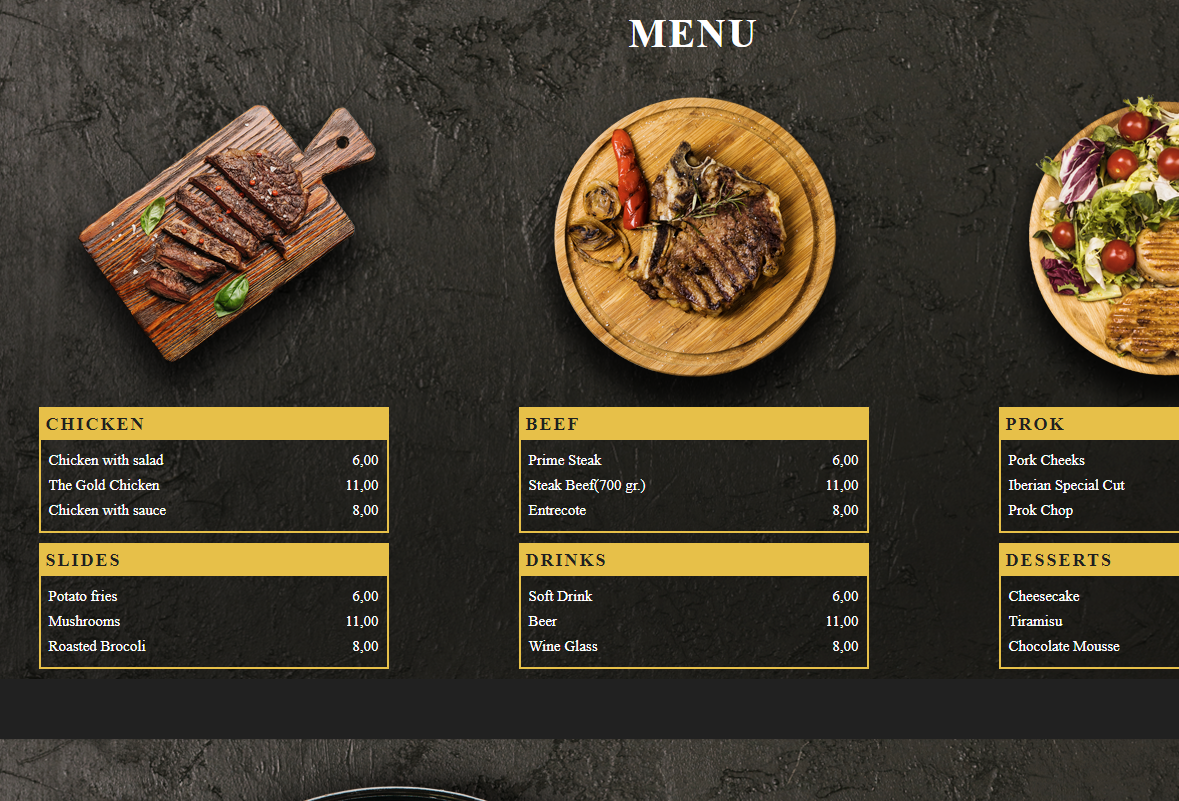 MENU
CHICKEN
Chicken with salad 6,00
The Gold Chicken 11,00
Chicken with sauce 8,00
BEEF
Prime Steak 6,00
Steak Beef(700 gr.) 11,00
Entrecote 8,00
PROK
Pork Cheeks
Iberian Special Cut
Prok Chop
SLIDES
Potato fries 6,00
Mushrooms 11,00
Roasted Brocoli 8,00
DRINKS
Soft Drink 6,00
Beer 11,00
Wine Glass 8,00
DESSERTS
Cheesecake
Tiramisu
Chocolate Mousse